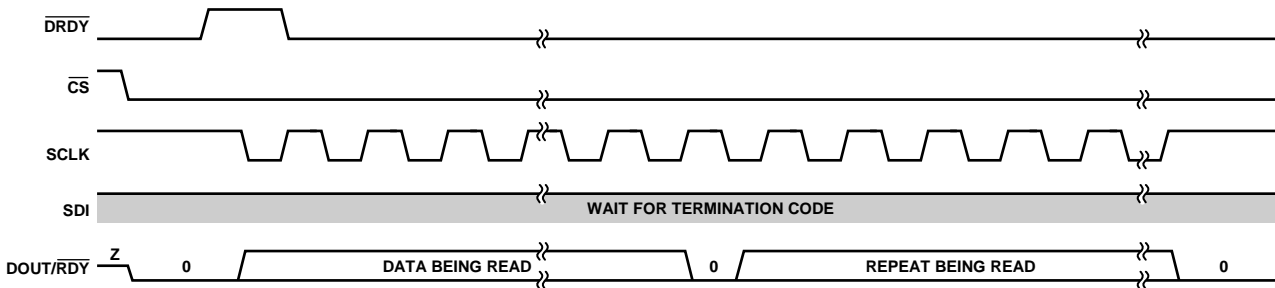 DRDY
CS
SCLK
SDI
WAIT FOR TERMINATION CODE
DOUT/RDY
Z
0
DATA BEING READ
0
REPEAT BEING READ
0